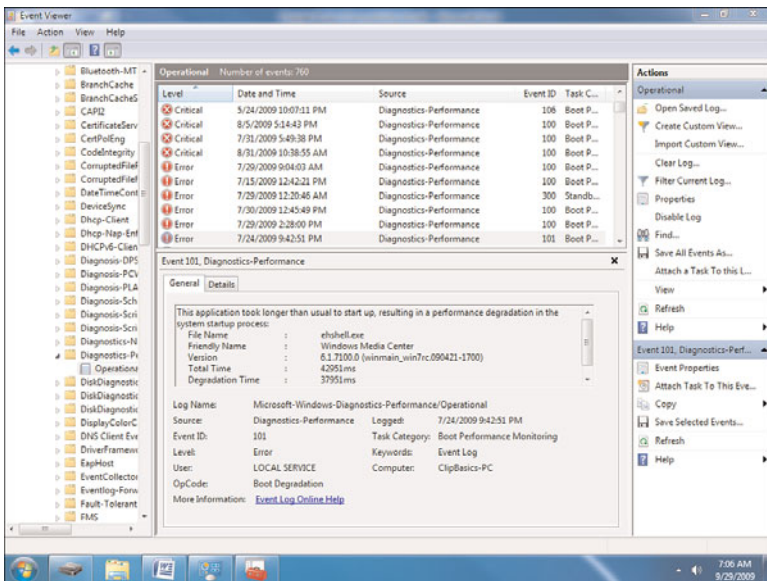 Event Viewer
File Action View Help
Operational Number of events: 760
Level Date and Time Source Event ID Task C...
Critical 5/24/2009 10:07:11 PM Diagnostics-Performance 106 Boot P...
Critical 8/5/2009 5:14:43 PM Diagnostics-Performance 100 Boot P...
Critical 7/31/2009 5:49:38 PM Diagnostics-Performance 100 Boot P...
Critical 8/31/2009 10:38:55 AM Diagnostics-Performance 100 Boot P...
Error 7/29/2009 9:04:03 AM Diagnostics-Performance 100 Boot P...
Error 7/15/2009 12:42:21 PM Diagnostics-Performance 100 Boot P...
Error 7/29/2009 12:20:46 AM Diagnostics-Performance 300 Standb...
Error 7/30/2009 12:45:49 PM Diagnostics-Performance 100 Boot P...
Error 7/29/2009 2:28:00 PM Diagnostics-Performance 100 Boot P...
Error 7/24/2009 9:42:51 PM Diagnostics-Performance 101 Boot P...
Bluetooth-MT
BranchCache
BranchCacheS
CAPI2
CertificateServ
CertPolEng
CodeIntegrity
CorruptedFileF
CorruptedFileF
DateTimeCont
DeviceSync
Dhcp-Client
Dhcp-Nap-Enf
DHCPv6-Clien
Diagnosis-DPS
Diagnosis-PCV
Diagnosis-PLA
Diagnosis-Sch
Diagnosis-Scri
Diagnosis-Scri
Diagnostics-N
Diagnostics-Pe
Operationa
DiskDiagnostic
DiskDiagnostic
DiskDiagnostic
DisplayColorC
DNS Client Eve
DriverFramewo
EapHost
EventCollector
Eventlog-Forw
Fault-Tolerant
FMS
Event 101, Diagnostics-Performance
General Details
This application took longer than usual to start up, resulting in a performance degradation in the
system startup process:
File Name : ehshell.exe
Friendly Name : Windows Media Center
Version : 6.1.7100.0 (winmain_win7rc.090421-1700)
Total Time : 42951ms
Degradation Time : 37951ms
Log Name: Microsoft-Windows-Diagnostics-Performance/Operational
Source: Diagnostics-Performance Logged: 7/24/2009 9:42:51 PM
Event ID: 101 Task Category: Boot Performance Monitoring
Level: Error Keywords: Event Log
User: LOCAL SERVICE Computer: ClipBasics-PC
OpCode: Boot Degradation
More Information: Event Log Online Help
Actions
Operational
Open Saved Log...
Create Custom View...
Import Custom View...
Clear Log...
Filter Current Log...
Properties
Disable Log
Find...
Save All Events As...
Attach a Task To this L...
View
Refresh
Help
Event 101, Diagnostics-Perf...
Event Properties
Attach Task To This Eve...
Copy
Save Selected Events...
Refresh
Help
7:06 AM
9/29/2009